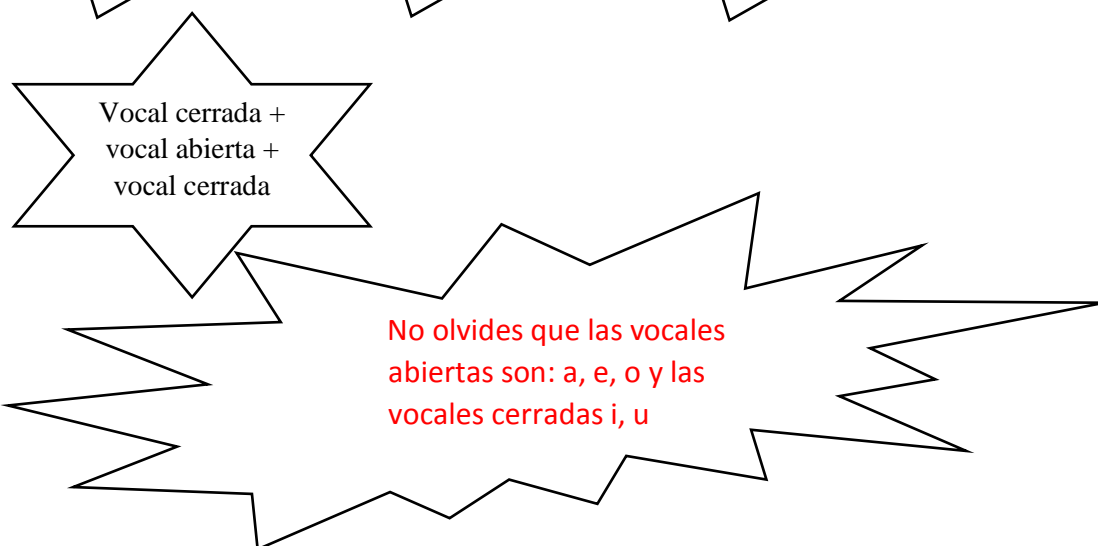 Vocal cerrada +
vocal abierta +
vocal cerrada
No olvides que las vocales
abiertas son: a, e, o y las
vocales cerradas i, u